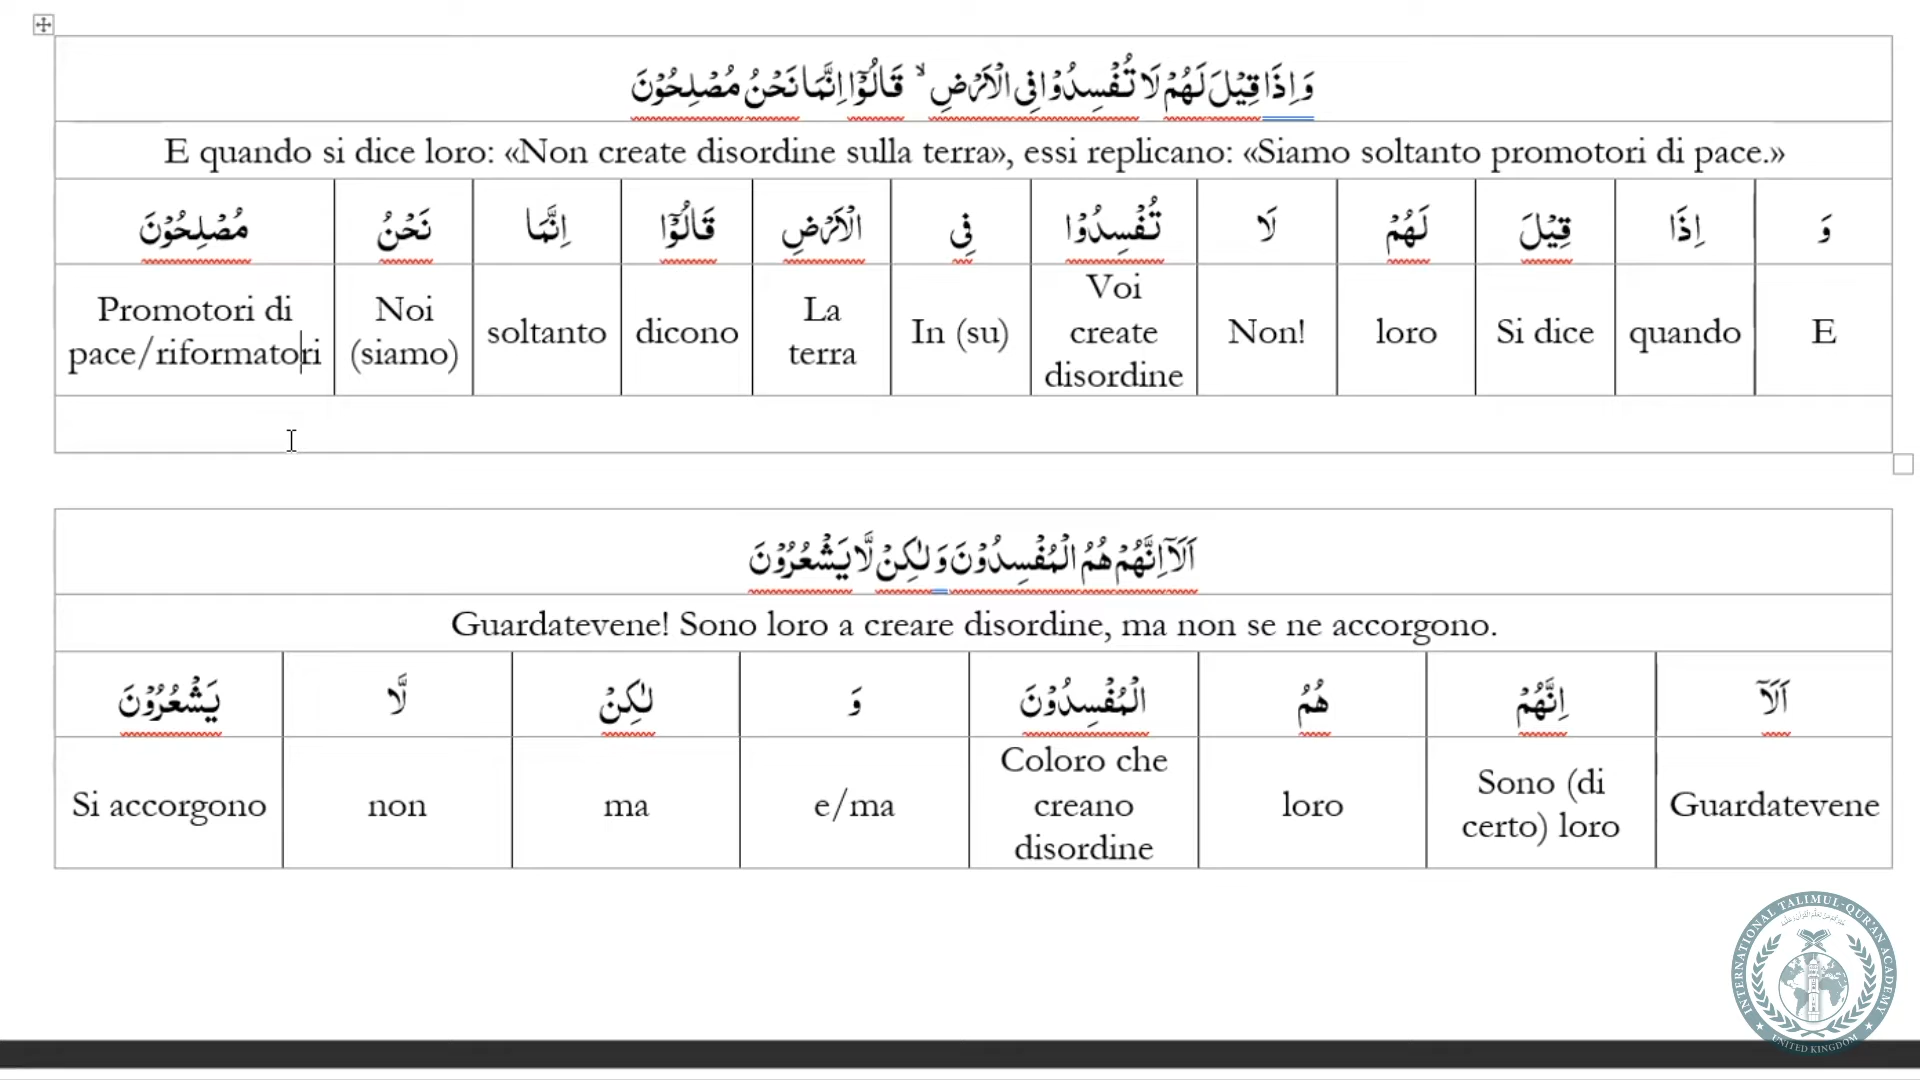 وَاِذَا قِيۡلَ لَهُمۡ لَا تُفۡسِدُوۡا فِى الۡاَرۡضِ ۙ قَالُوۡٓا اِنَّمَا نَحۡنُ مُصۡلِحُوۡنَ
E quando si dice loro: «Non create disordine sulla terra», essi replicano: «Siamo soltanto promotori di pace.»
وَ اِذَا قِيۡلَ لَهُمۡ لَا تُفۡسِدُوۡا فِى الۡاَرۡضِ قَالُوۡٓا اِنَّمَا نَحۡنُ مُصۡلِحُوۡنَ
Promotori di pace/riformatori Noi (siamo) soltanto dicono La terra In (su) Voi create disordine Non! loro Si dice quando E
اَلَاۤ اِنَّهُمۡ هُمُ الۡمُفۡسِدُوۡنَ وَ لٰكِنۡ لَّا يَشۡعُرُوۡنَ
Guardatevene! Sono loro a creare disordine, ma non se ne accorgono.
اَلَاۤ اِنَّهُمۡ هُمُ الۡمُفۡسِدُوۡنَ وَ لٰكِنۡ لَّا يَشۡعُرُوۡنَ
Si accorgono non ma e/ma Coloro che creano disordine loro Sono (di certo) loro Guardatevene
INTERNATIONAL TALIMUL-QUR'AN ACADEMY
UNITED KINGDOM